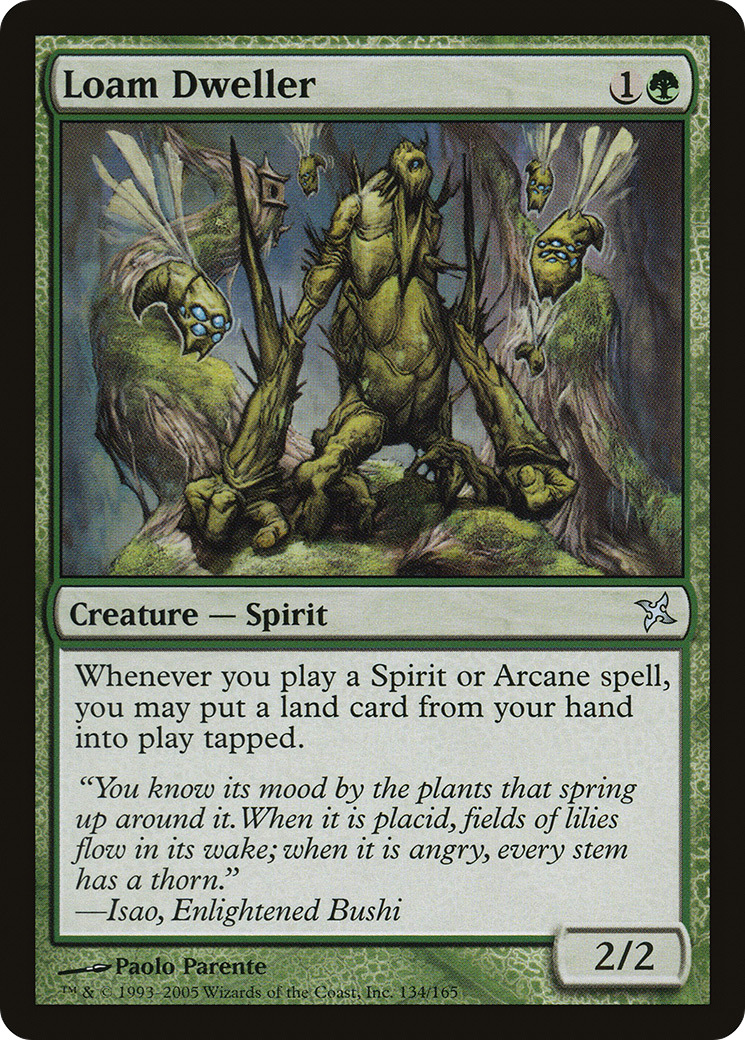 Loam Dweller 1
Creature — Spirit
Whenever you play a Spirit or Arcane spell,
you may put a land card from your hand
into play tapped.
“You know its mood by the plants that spring
up around it. When it is placid, fields of lilies
flow in its wake; when it is angry, every stem
has a thorn.”
—Isao, Enlightened Bushi
2/2
Paolo Parente
™ & © 1993–2005 Wizards of the Coast, Inc. 134/165